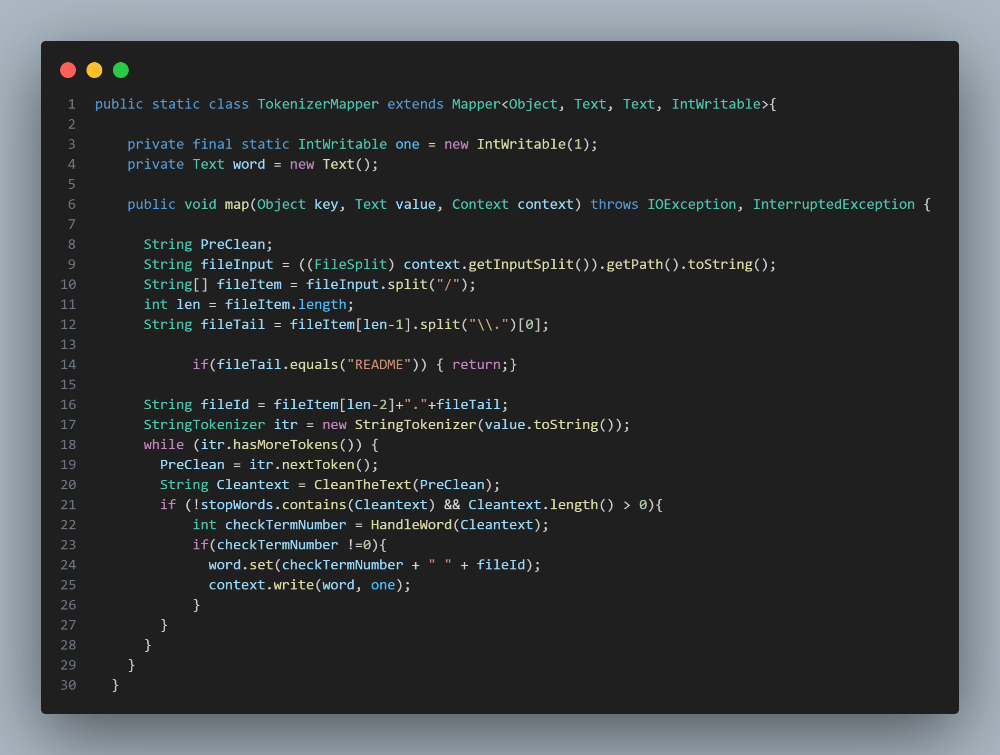 1 public static class TokenizerMapper extends Mapper<Object, Text, Text, IntWritable>{
2
3     private final static IntWritable one = new IntWritable(1);
4     private Text word = new Text();
5
6     public void map(Object key, Text value, Context context) throws IOException, InterruptedException {
7
8       String PreClean;
9       String fileInput = ((FileSplit) context.getInputSplit()).getPath().toString();
10       String[] fileItem = fileInput.split("/");
11       int len = fileItem.length;
12       String fileTail = fileItem[len-1].split("\\.")[0];
13
14             if(fileTail.equals("README")) { return;}
15
16       String fileId = fileItem[len-2]+"."+fileTail;
17       StringTokenizer itr = new StringTokenizer(value.toString());
18       while (itr.hasMoreTokens()) {
19         PreClean = itr.nextToken();
20         String Cleantext = CleanTheText(PreClean);
21         if (!stopWords.contains(Cleantext) && Cleantext.length() > 0){
22             int checkTermNumber = HandleWord(Cleantext);
23             if(checkTermNumber !=0){
24               word.set(checkTermNumber + " " + fileId);
25               context.write(word, one);
26             }
27         }
28       }
29     }
30   }